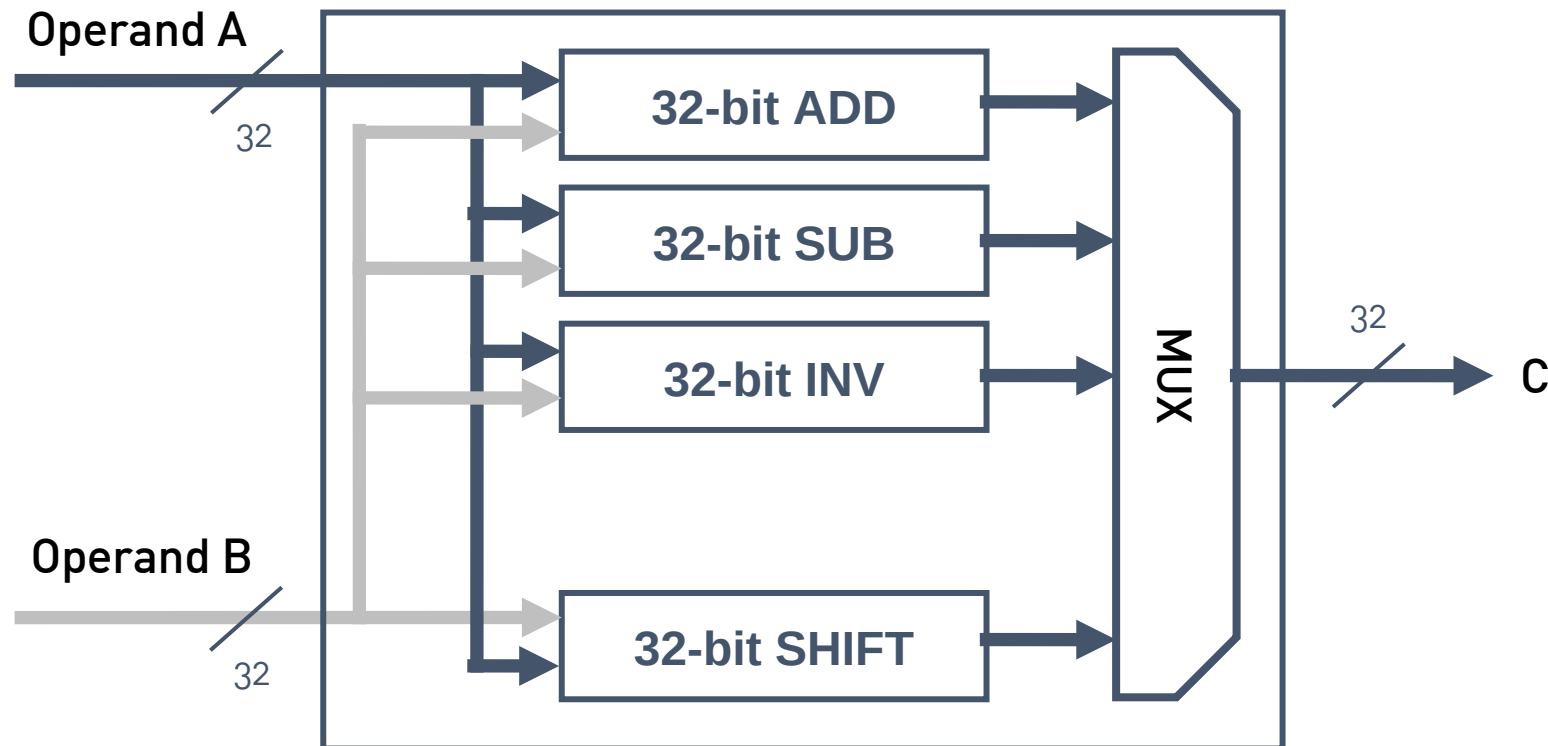 Operand A
32
32-bit ADD
32-bit SUB
32-bit INV
MUX
32
C
Operand B
32
32-bit SHIFT